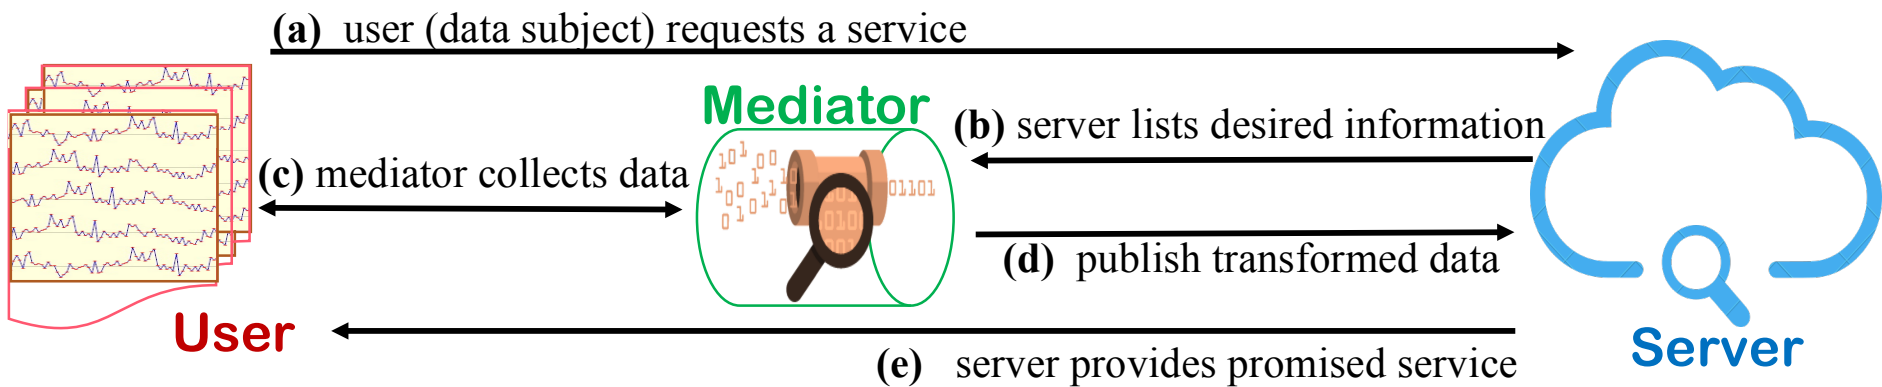 (a) user (data subject) requests a service
Mediator
(b) server lists desired information
(c) mediator collects data
01101
(d) publish transformed data
User
Server
(e) server provides promised service